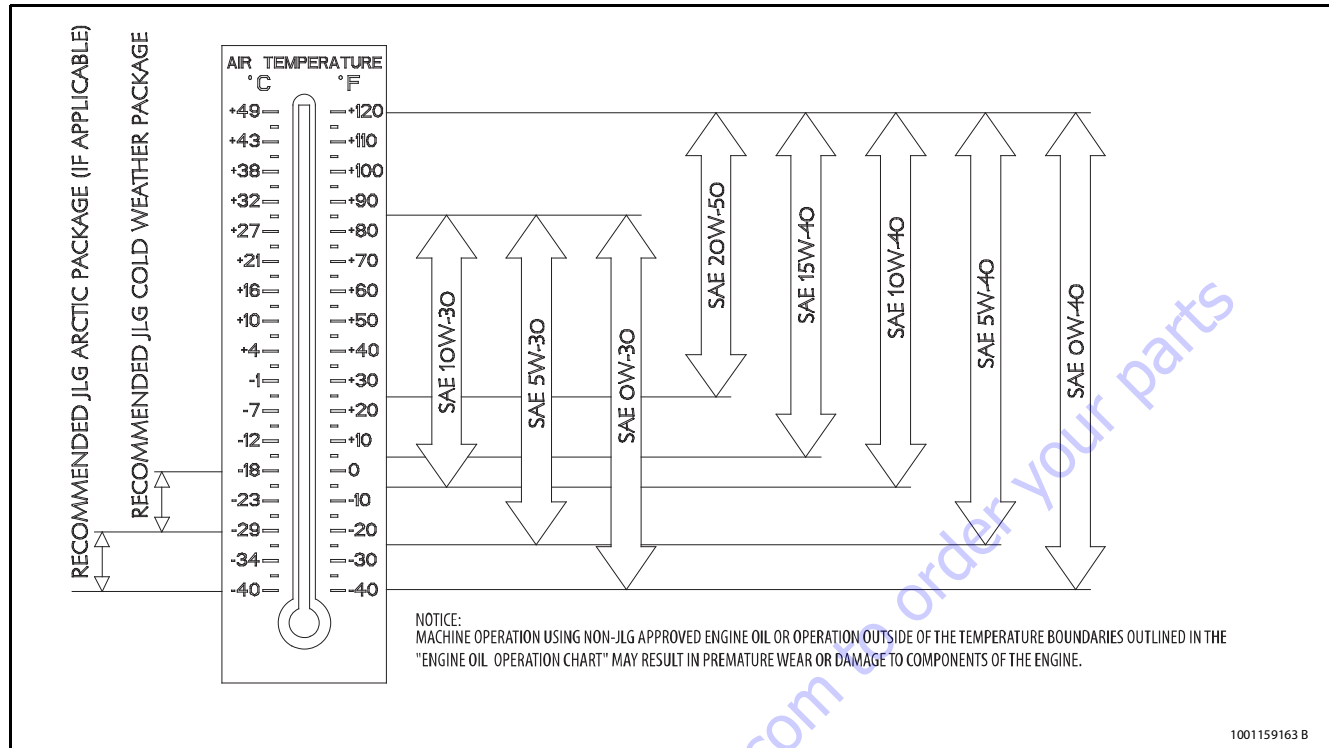 RECOMMENDED JLG ARCTIC PACKAGE (IF APPLICABLE)
RECOMMENDED JLG COLD WEATHER PACKAGE
AIR TEMPERATURE
°C °F
+49 +120
+43 +110
+38 +100
+32 +90
+27 +80
+21 +70
+16 +60
+10 +50
+4 +40
-1 +30
-7 +20
-12 +10
-18 0
-23 -10
-29 -20
-34 -30
-40 -40
SAE 10W-30
SAE 5W-30
SAE 0W-30
SAE 20W-50
SAE 15W-40
SAE 10W-40
SAE 5W-40
SAE 0W-40
NOTICE:
MACHINE OPERATION USING NON-JLG APPROVED ENGINE OIL OR OPERATION OUTSIDE OF THE TEMPERATURE BOUNDARIES OUTLINED IN THE
"ENGINE OIL OPERATION CHART" MAY RESULT IN PREMATURE WEAR OR DAMAGE TO COMPONENTS OF THE ENGINE.
com to order your parts
1001159163 B